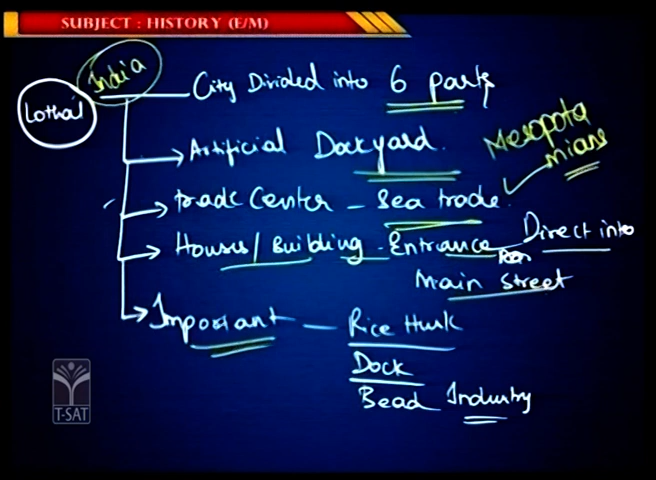 SUBJECT : HISTORY (E/M)
India
Lothal
City Divided into 6 parts
Artificial Dockyard.
Mesopota
mians
trade Center - Sea trade.
Houses/Building - Entrance Direct into
Main Street
Important - Rice Husk
Dock
Bead Industry
T-SAT